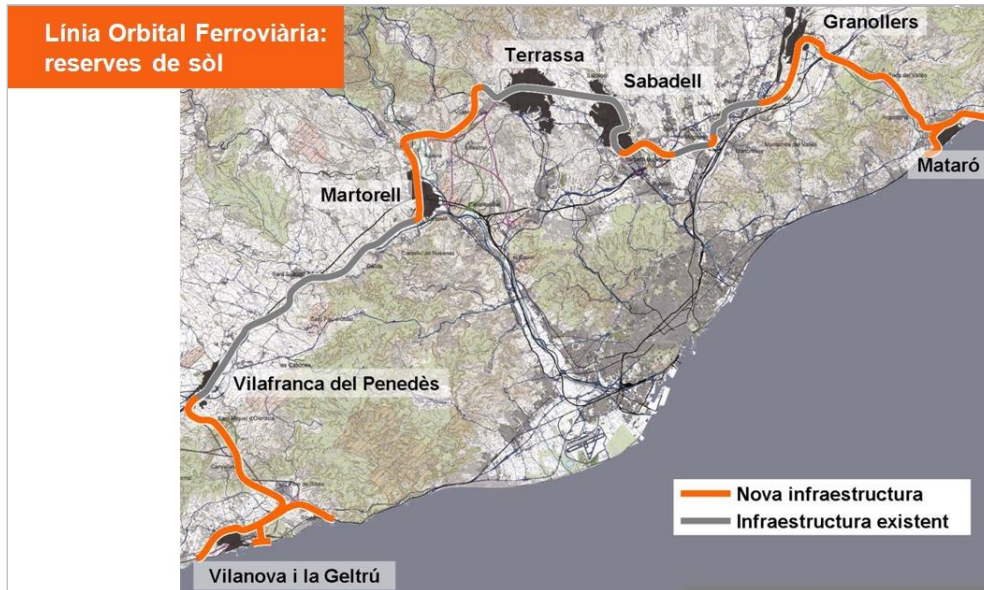 Línia Orbital Ferroviària:
reserves de sòl
Granollers
Terrassa
Sabadell
Mataró
Martorell
Vilafranca del Penedès
Nova infraestructura
Infraestructura existent
Vilanova i la Geltrú